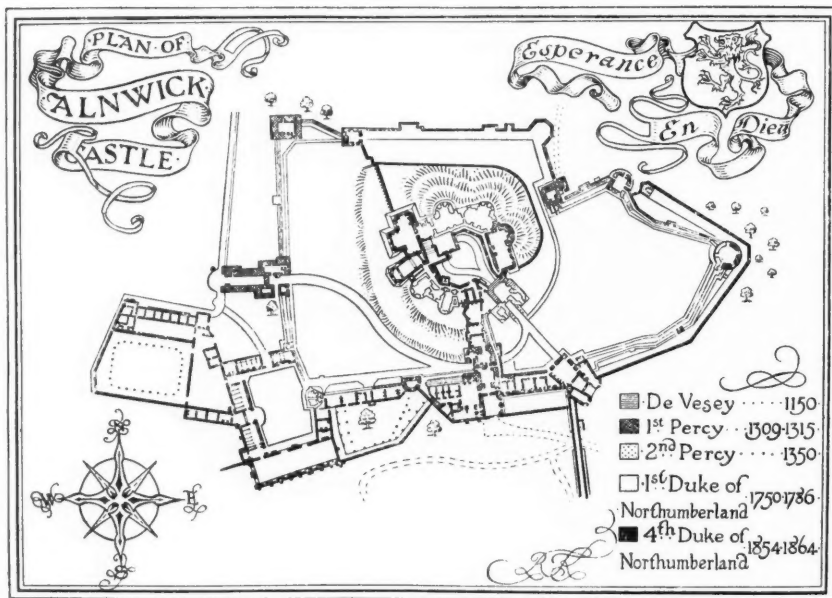 PLAN OF
ALNWICK
CASTLE
Esperance
En Dieu
De Vesey ..... 1150
1st Percy ..1309-1315
2nd Percy ..... 1350
1st Duke of
Northumberland 1750-1786
4th Duke of
Northumberland 1854-1864
N
W E
S